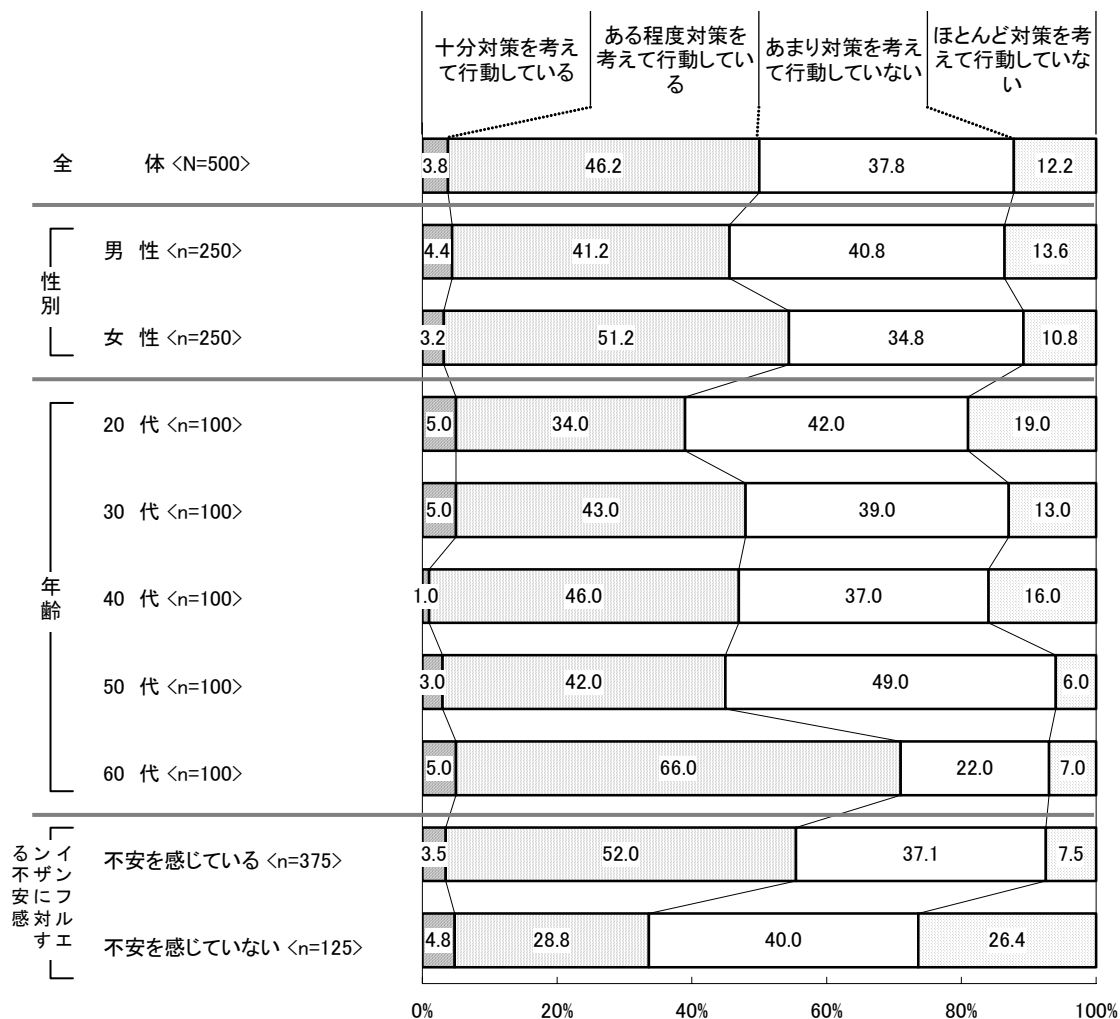 十分対策を考え
て行動している
ある程度対策を
考えて行動してい
る
あまり対策を考え
て行動していない
ほとんど対策を考
えて行動していな
い
全 体 <N=500>
3.8 46.2 37.8 12.2
性別
男 性 <n=250>
4.4 41.2 40.8 13.6
女 性 <n=250>
3.2 51.2 34.8 10.8
年齢
20 代 <n=100>
5.0 34.0 42.0 19.0
30 代 <n=100>
5.0 43.0 39.0 13.0
40 代 <n=100>
1.0 46.0 37.0 16.0
50 代 <n=100>
3.0 42.0 49.0 6.0
60 代 <n=100>
5.0 66.0 22.0 7.0
インフルエ
ンザに対す
る不安感
不安を感じている <n=375>
3.5 52.0 37.1 7.5
不安を感じていない <n=125>
4.8 28.8 40.0 26.4
0% 20% 40% 60% 80% 100%